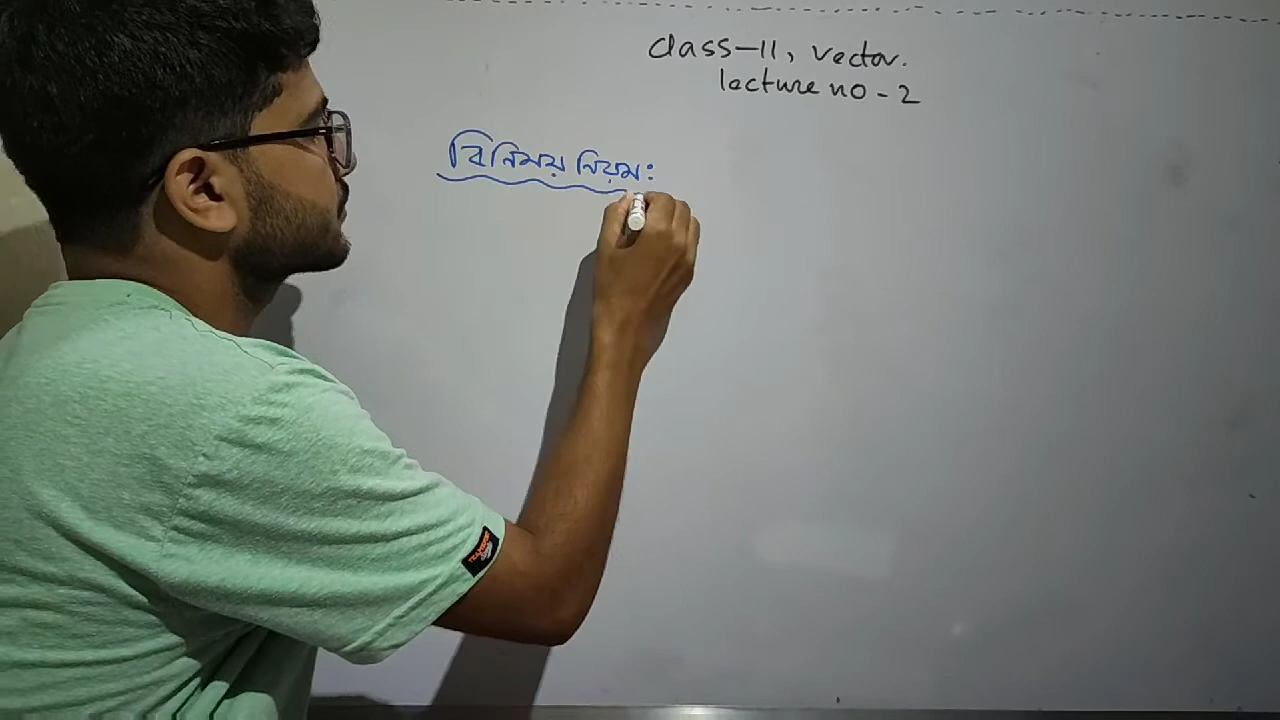 class-11, vector.
lecture no - 2
বিনিময় নিয়ম: